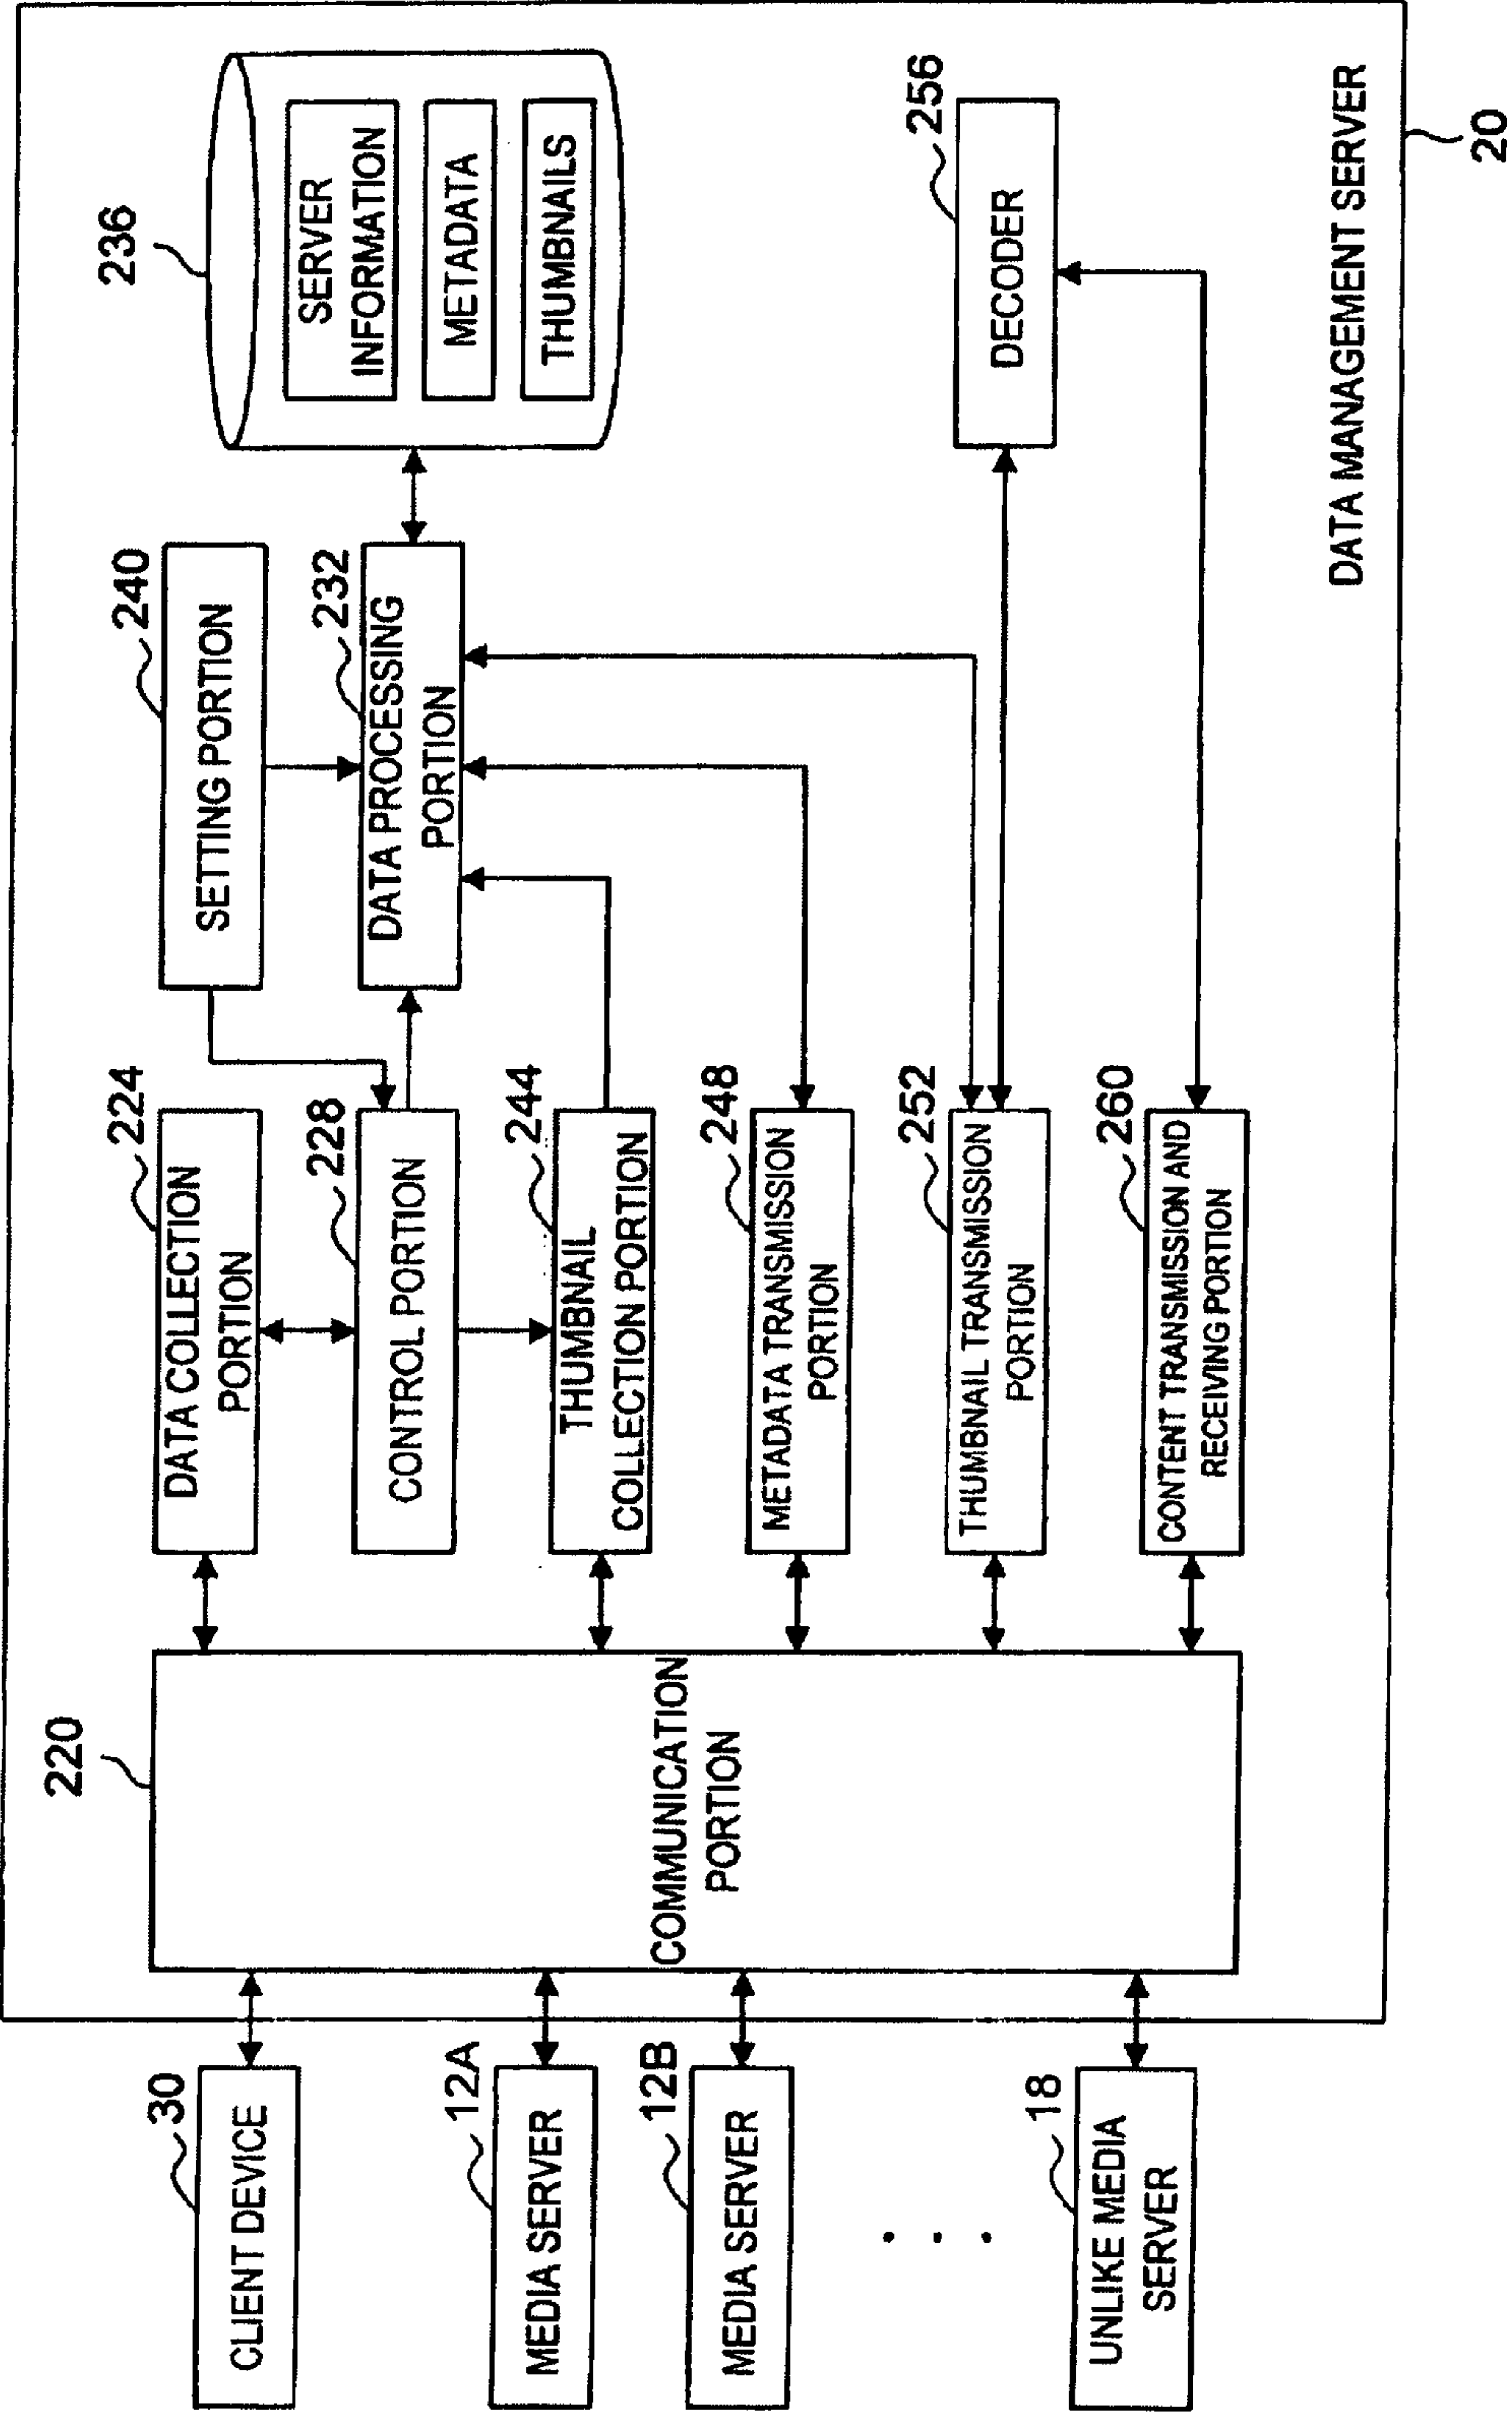 30
CLIENT DEVICE
12A
MEDIA SERVER
12B
MEDIA SERVER
. . .
18
UNLIKE MEDIA
SERVER
220
COMMUNICATION
PORTION
224
DATA COLLECTION
PORTION
228
CONTROL PORTION
244
THUMBNAIL
COLLECTION PORTION
248
METADATA TRANSMISSION
PORTION
252
THUMBNAIL TRANSMISSION
PORTION
260
CONTENT TRANSMISSION AND
RECEIVING PORTION
240
SETTING PORTION
232
DATA PROCESSING
PORTION
236
SERVER
INFORMATION
METADATA
THUMBNAILS
256
DECODER
DATA MANAGEMENT SERVER
20